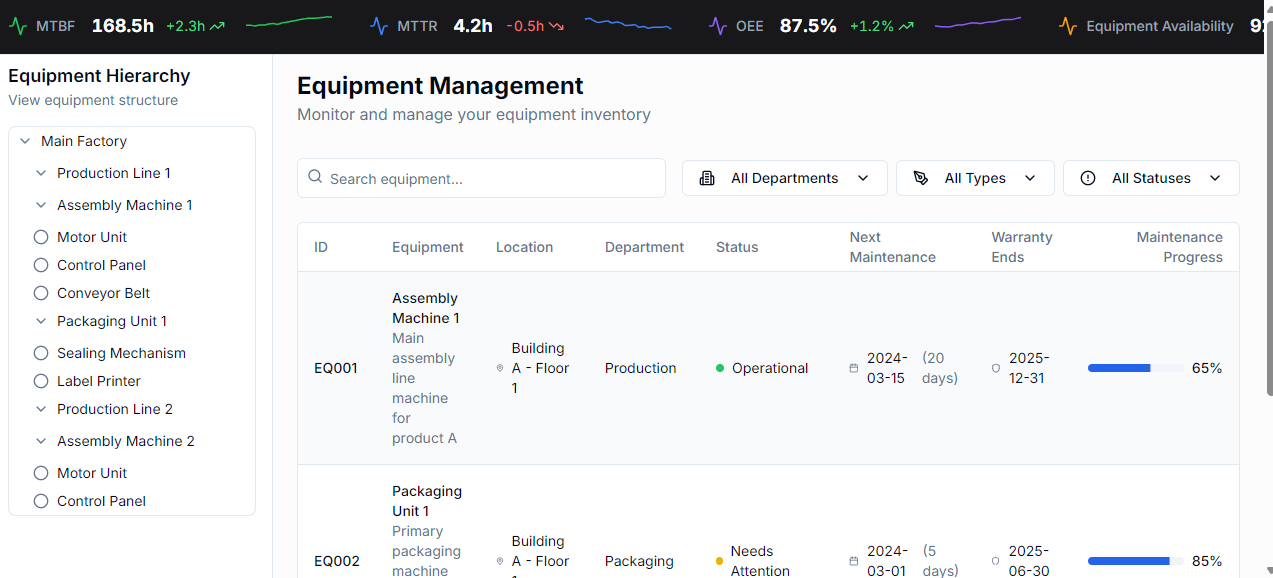 MTBF 168.5h +2.3h MTTR 4.2h -0.5h OEE 87.5% +1.2% Equipment Availability
Equipment Hierarchy
View equipment structure
Main Factory
Production Line 1
Assembly Machine 1
Motor Unit
Control Panel
Conveyor Belt
Packaging Unit 1
Sealing Mechanism
Label Printer
Production Line 2
Assembly Machine 2
Motor Unit
Control Panel
Equipment Management
Monitor and manage your equipment inventory
Search equipment... All Departments All Types All Statuses
ID Equipment Location Department Status Next Maintenance Warranty Ends Maintenance Progress
EQ001
Assembly
Machine 1
Main
assembly
line
machine
for
product A
Building
A - Floor
1
Production
Operational
2024-
03-15
(20
days)
2025-
12-31
65%
EQ002
Packaging
Unit 1
Primary
packaging
machine
Building
A - Floor
Packaging
Needs
Attention
2024-
03-01
(5
days)
2025-
06-30
85%